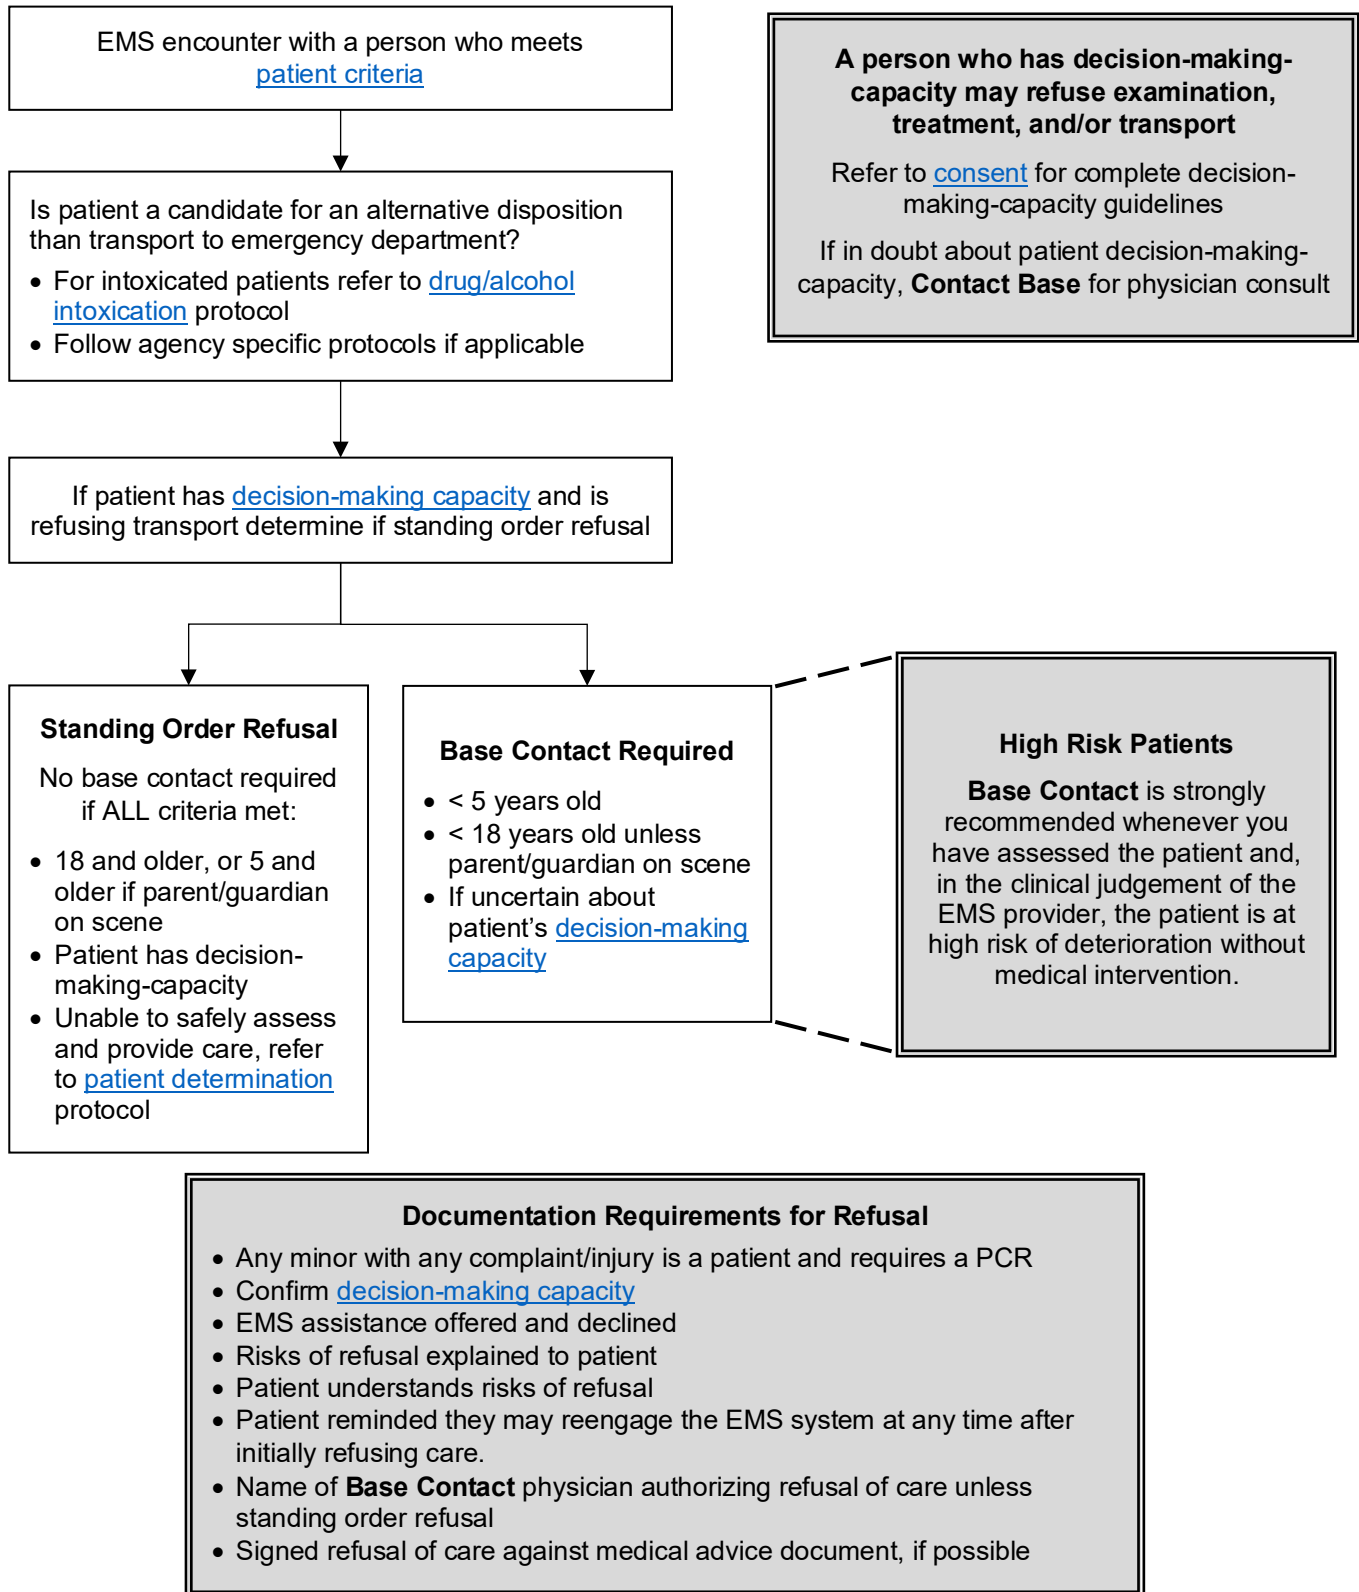 EMS encounter with a person who meets
patient criteria
A person who has decision-making-
capacity may refuse examination,
treatment, and/or transport
Refer to consent for complete decision-
making-capacity guidelines
If in doubt about patient decision-making-
capacity, Contact Base for physician consult
Is patient a candidate for an alternative disposition
than transport to emergency department?
• For intoxicated patients refer to drug/alcohol
intoxication protocol
• Follow agency specific protocols if applicable
If patient has decision-making capacity and is
refusing transport determine if standing order refusal
Standing Order Refusal
No base contact required
if ALL criteria met:
• 18 and older, or 5 and
older if parent/guardian
on scene
• Patient has decision-
making-capacity
• Unable to safely assess
and provide care, refer
to patient determination
protocol
Base Contact Required
• < 5 years old
• < 18 years old unless
parent/guardian on scene
• If uncertain about
patient’s decision-making
capacity
High Risk Patients
Base Contact is strongly
recommended whenever you
have assessed the patient and,
in the clinical judgement of the
EMS provider, the patient is at
high risk of deterioration without
medical intervention.
Documentation Requirements for Refusal
• Any minor with any complaint/injury is a patient and requires a PCR
• Confirm decision-making capacity
• EMS assistance offered and declined
• Risks of refusal explained to patient
• Patient understands risks of refusal
• Patient reminded they may reengage the EMS system at any time after
initially refusing care.
• Name of Base Contact physician authorizing refusal of care unless
standing order refusal
• Signed refusal of care against medical advice document, if possible